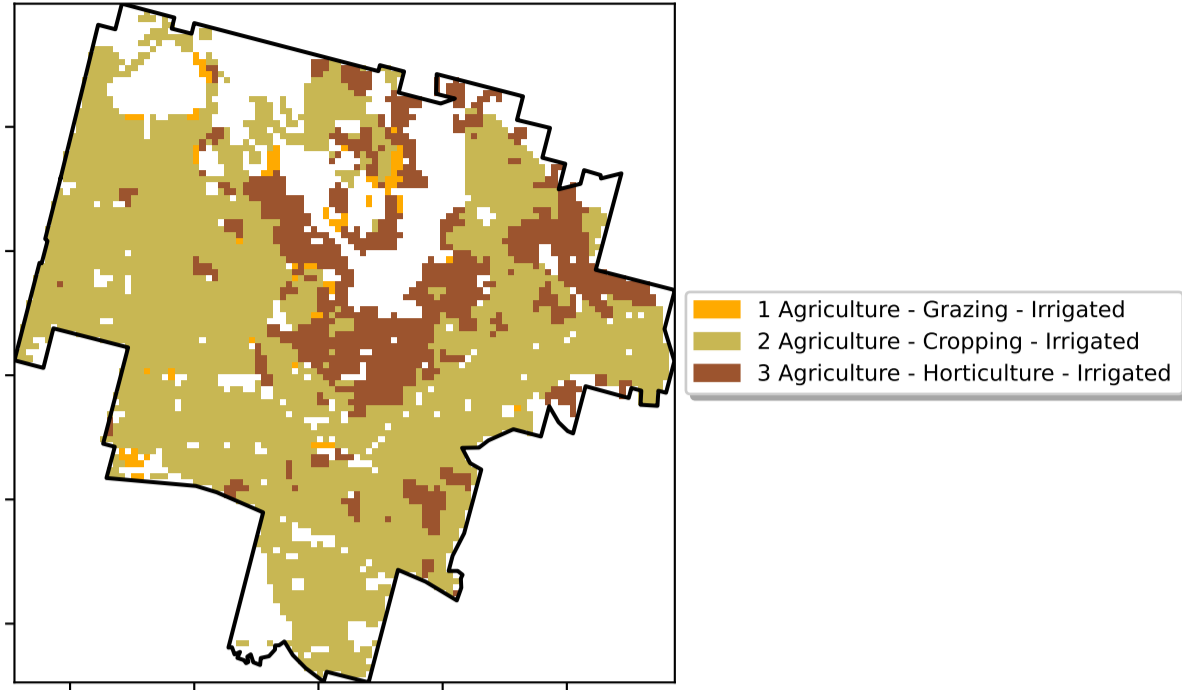 1 Agriculture - Grazing - Irrigated
2 Agriculture - Cropping - Irrigated
3 Agriculture - Horticulture - Irrigated